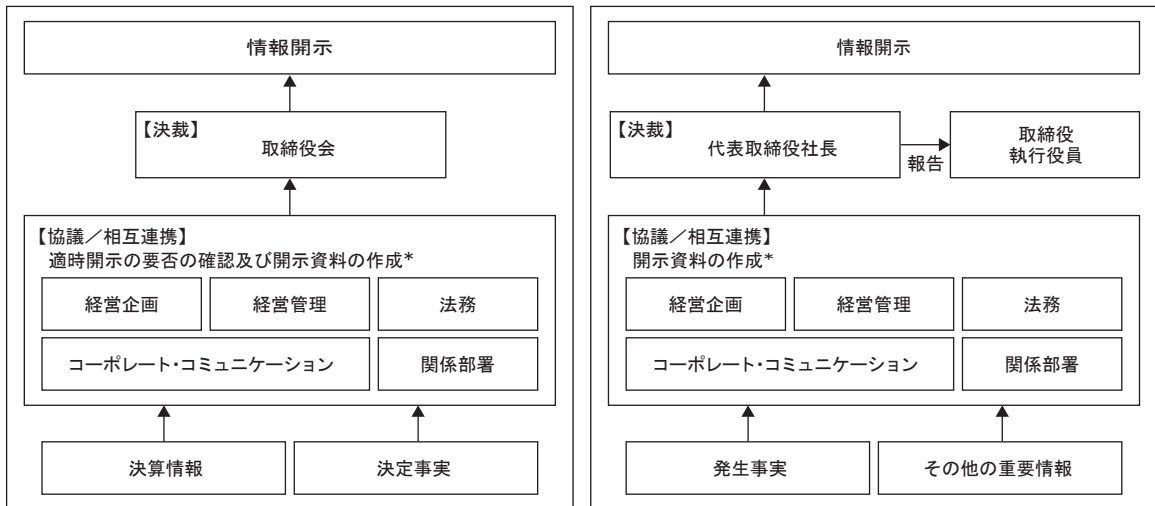 情報開示
【決裁】
取締役会
【協議／相互連携】
適時開示の要否の確認及び開示資料の作成*
経営企画
経営管理
法務
コーポレート・コミュニケーション
関係部署
決算情報
決定事実
情報開示
【決裁】
代表取締役社長
報告
取締役
執行役員
【協議／相互連携】
開示資料の作成*
経営企画
経営管理
法務
コーポレート・コミュニケーション
関係部署
発生事実
その他の重要情報